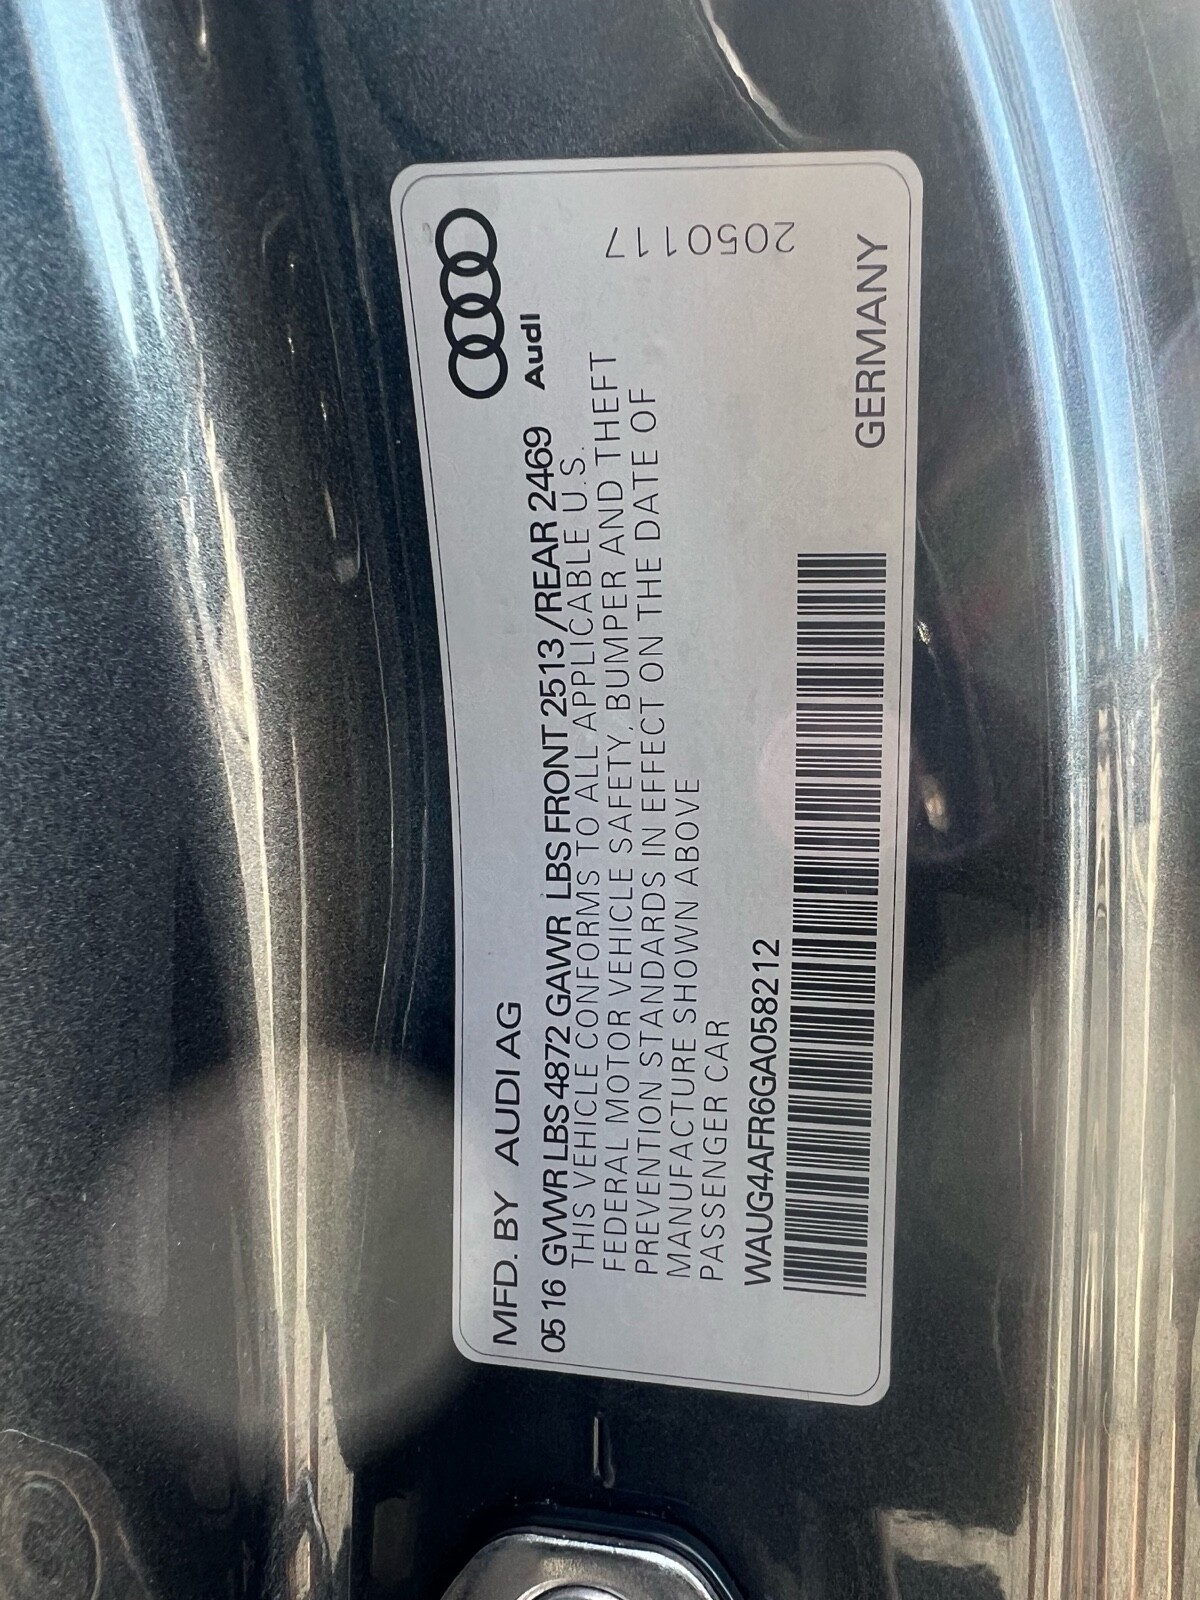 MFD. BY AUDI AG
Audi
05 16 GVWR LBS 4872 GAWR LBS FRONT 2513 /REAR 2469
THIS VEHICLE CONFORMS TO ALL APPLICABLE U.S.
FEDERAL MOTOR VEHICLE SAFETY, BUMPER AND THEFT
PREVENTION STANDARDS IN EFFECT ON THE DATE OF
MANUFACTURE SHOWN ABOVE
PASSENGER CAR
2050117
WAUG4AFR6GA058212
GERMANY